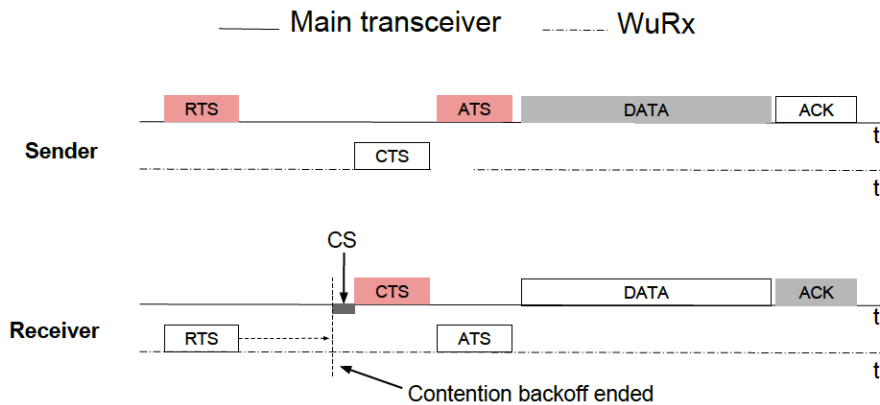 Main transceiver
WuRx
RTS
ATS
DATA
ACK
t
Sender
CTS
t
CS
CTS
DATA
ACK
t
Receiver
RTS
ATS
t
Contention backoff ended